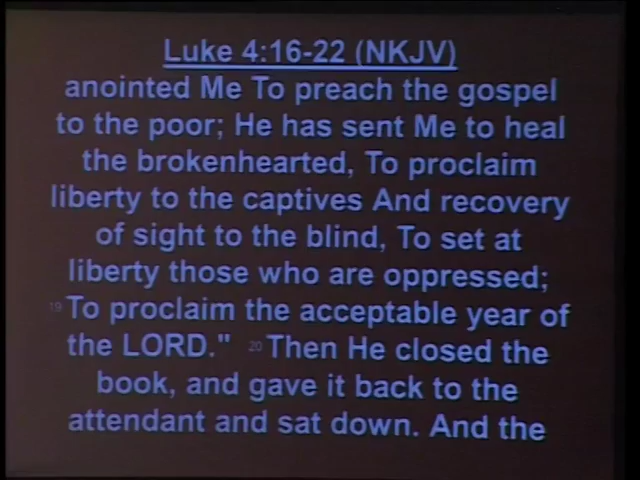 Luke 4:16-22 (NKJV)
anointed Me To preach the gospel
to the poor; He has sent Me to heal
the brokenhearted, To proclaim
liberty to the captives And recovery
of sight to the blind, To set at
liberty those who are oppressed;
19 To proclaim the acceptable year of
the LORD." 20 Then He closed the
book, and gave it back to the
attendant and sat down. And the